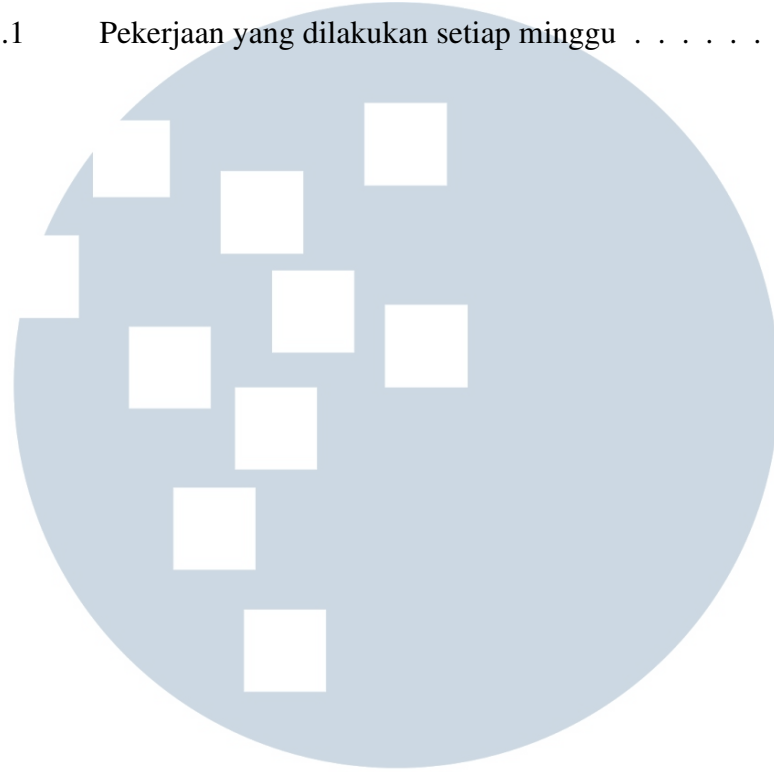 .1 Pekerjaan yang dilakukan setiap minggu . . . . . .